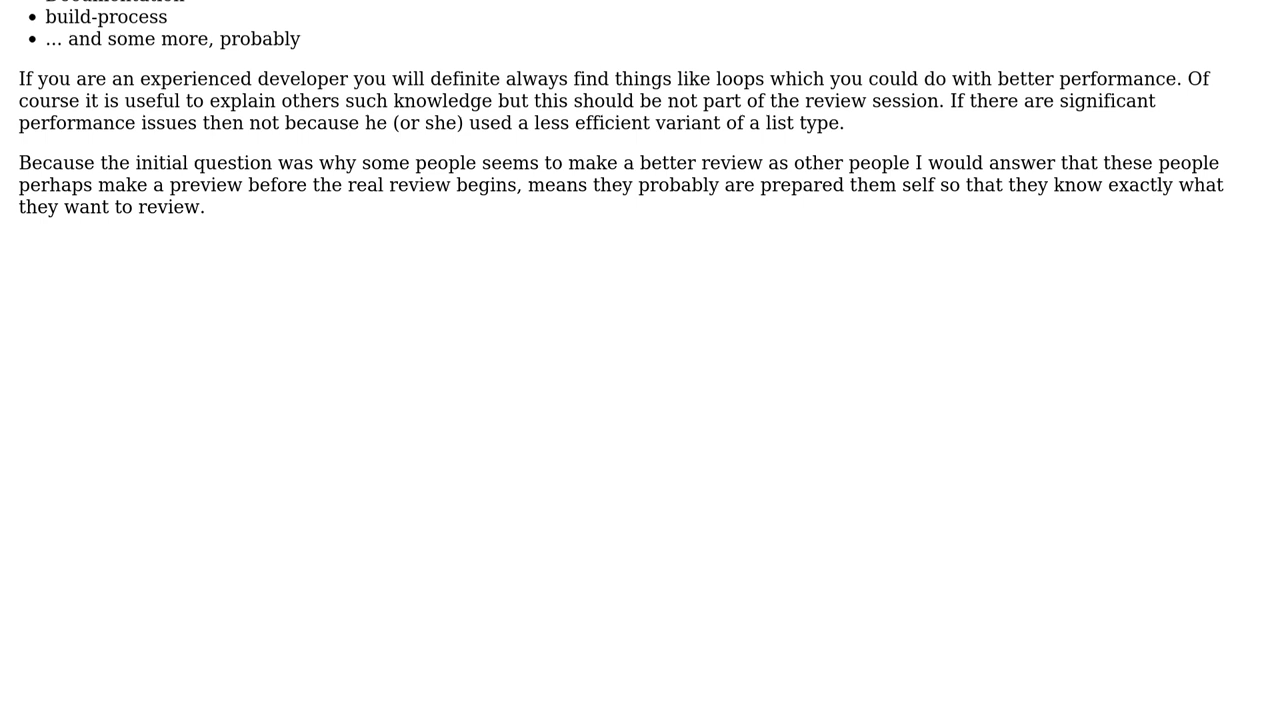 build-process
... and some more, probably
If you are an experienced developer you will definite always find things like loops which you could do with better performance. Of
course it is useful to explain others such knowledge but this should be not part of the review session. If there are significant
performance issues then not because he (or she) used a less efficient variant of a list type.
Because the initial question was why some people seems to make a better review as other people I would answer that these people
perhaps make a preview before the real review begins, means they probably are prepared them self so that they know exactly what
they want to review.